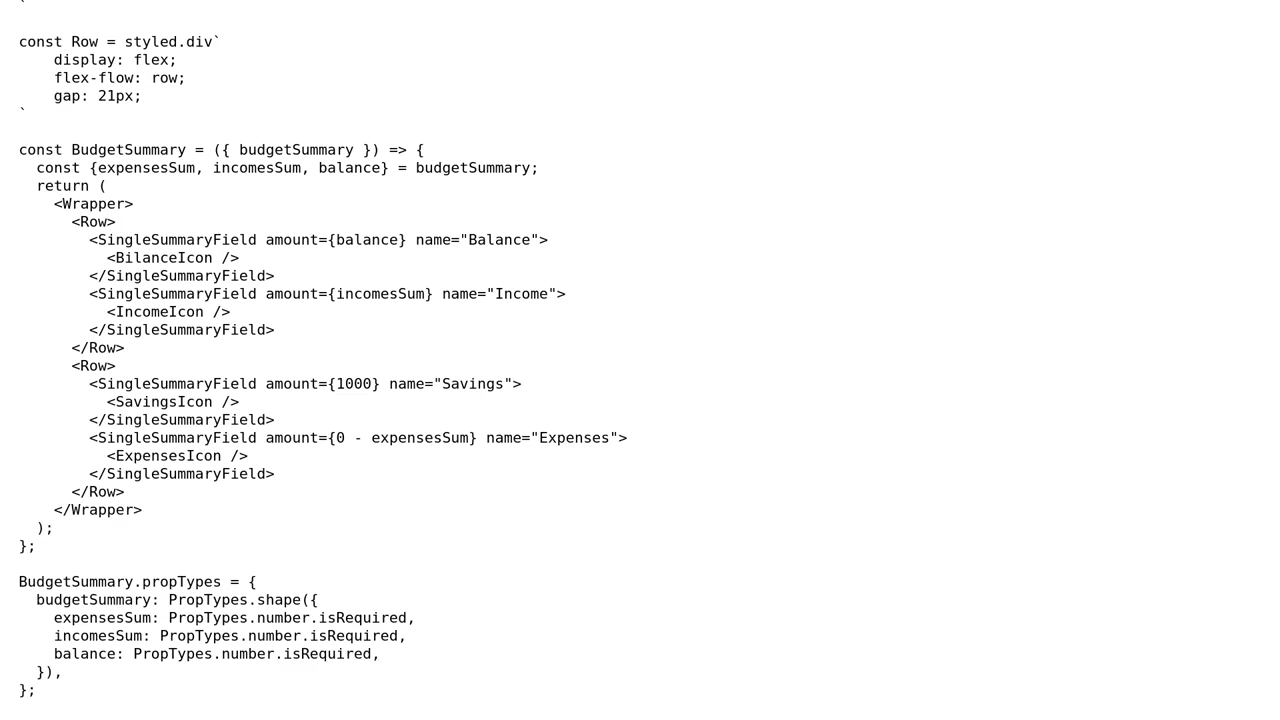 `

const Row = styled.div`
    display: flex;
    flex-flow: row;
    gap: 21px;
`

const BudgetSummary = ({ budgetSummary }) => {
  const {expensesSum, incomesSum, balance} = budgetSummary;
  return (
    <Wrapper>
      <Row>
        <SingleSummaryField amount={balance} name="Balance">
          <BilanceIcon />
        </SingleSummaryField>
        <SingleSummaryField amount={incomesSum} name="Income">
          <IncomeIcon />
        </SingleSummaryField>
      </Row>
      <Row>
        <SingleSummaryField amount={1000} name="Savings">
          <SavingsIcon />
        </SingleSummaryField>
        <SingleSummaryField amount={0 - expensesSum} name="Expenses">
          <ExpensesIcon />
        </SingleSummaryField>
      </Row>
    </Wrapper>
  );
};

BudgetSummary.propTypes = {
  budgetSummary: PropTypes.shape({
    expensesSum: PropTypes.number.isRequired,
    incomesSum: PropTypes.number.isRequired,
    balance: PropTypes.number.isRequired,
  }),
};